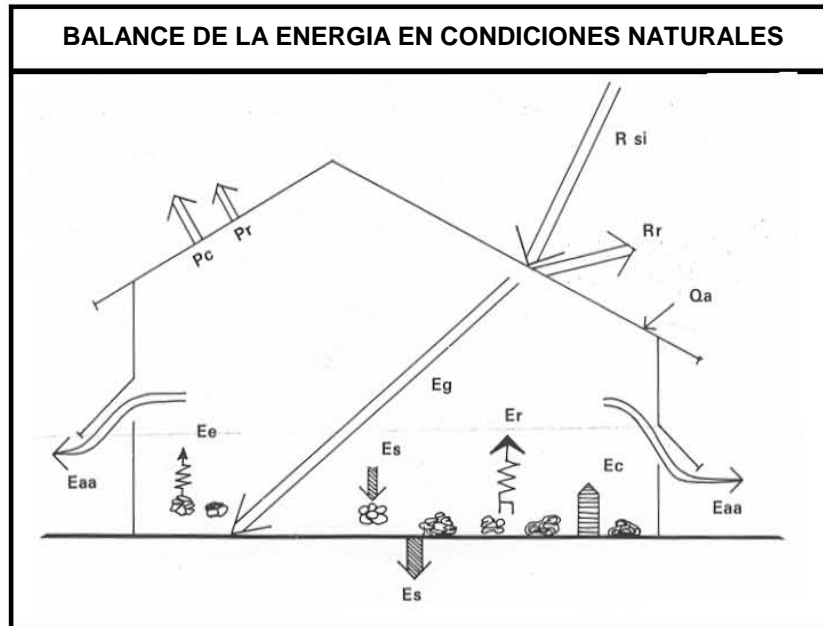 BALANCE DE LA ENERGIA EN CONDICIONES NATURALES
R si
Rr
Pc
Pr
Qa
Eg
Ee
Er
Es
Ec
Eaa
Eaa
Es